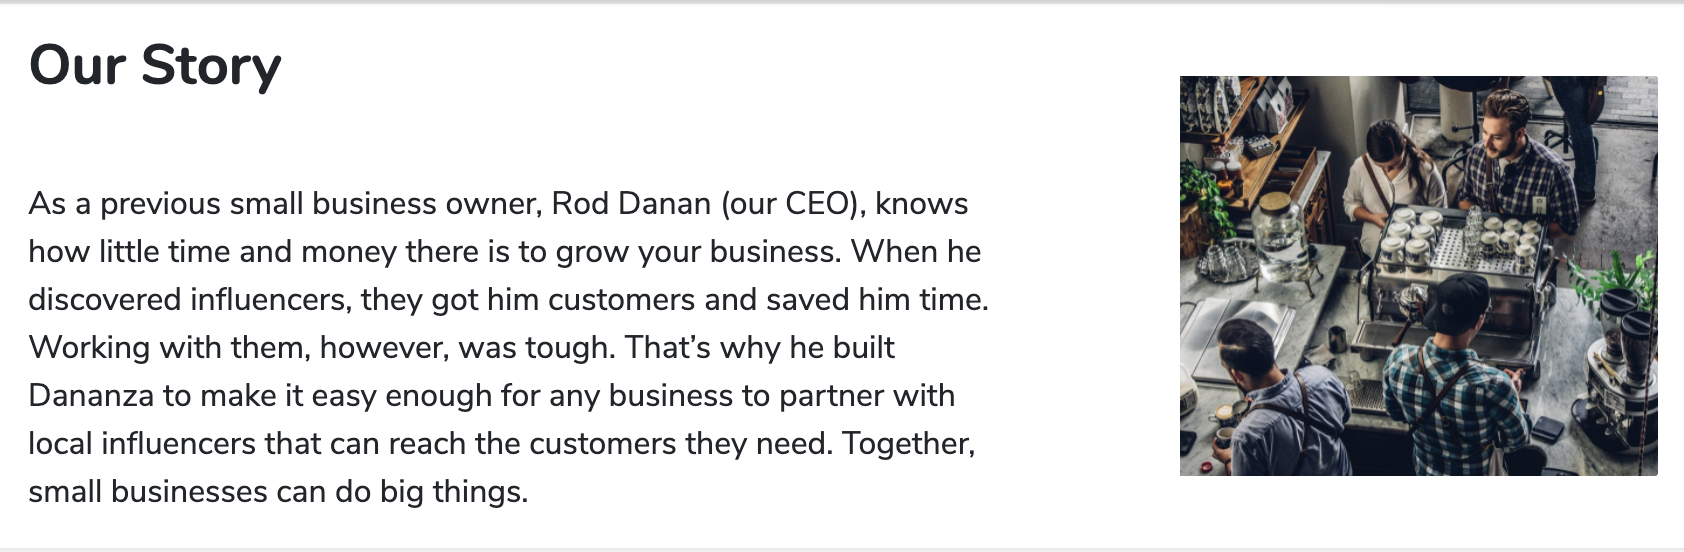 Our Story
As a previous small business owner, Rod Danan (our CEO), knows
how little time and money there is to grow your business. When he
discovered influencers, they got him customers and saved him time.
Working with them, however, was tough. That’s why he built
Dananza to make it easy enough for any business to partner with
local influencers that can reach the customers they need. Together,
small businesses can do big things.